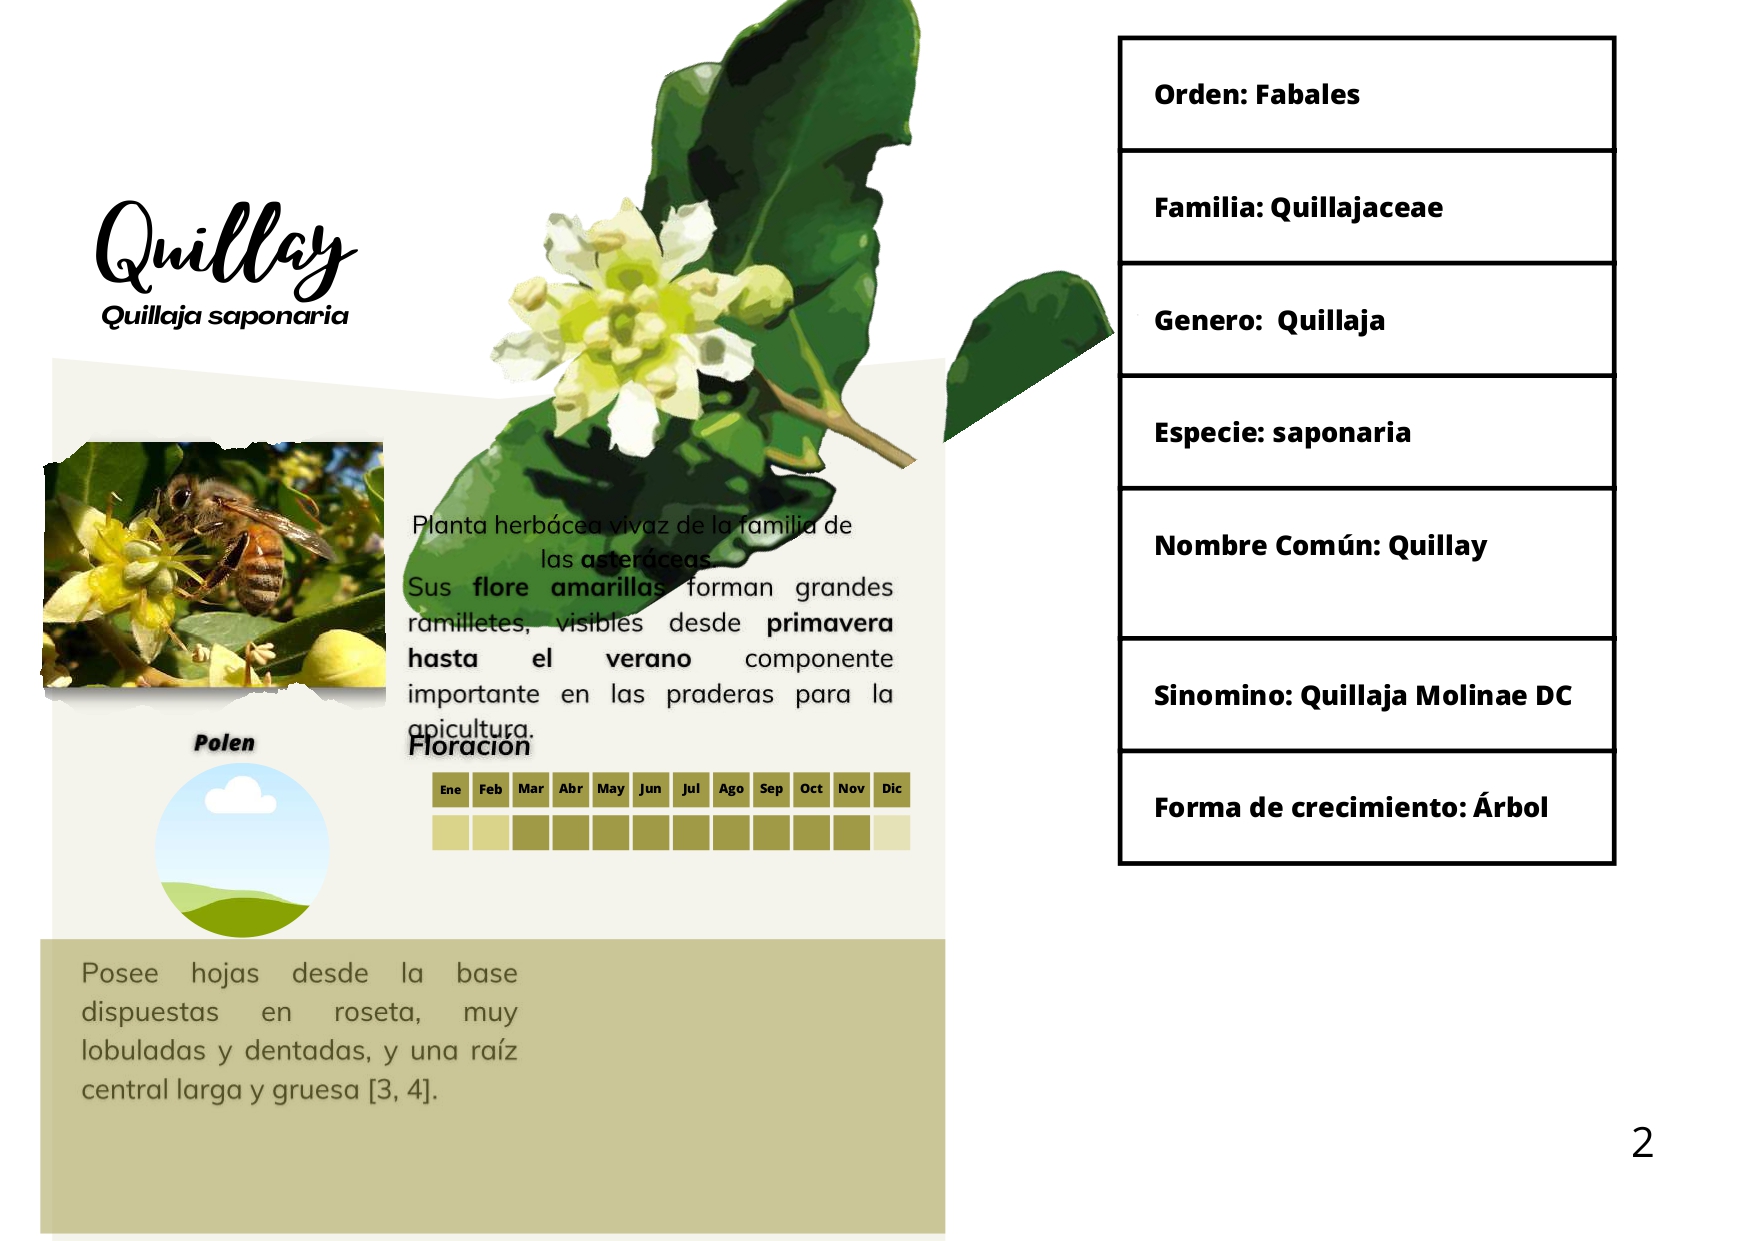 Quillay
Quillaja saponaria
Planta herbácea vivaz de la familia de
las asteráceas.
Sus flore amarillas forman grandes
ramilletes, visibles desde primavera
hasta el verano componente
importante en las praderas para la
apicultura.
Floración
Ene Feb Mar Abr May Jun Jul Ago Sep Oct Nov Dic
Polen
Posee hojas desde la base
dispuestas en roseta, muy
lobuladas y dentadas, y una raíz
central larga y gruesa [3, 4].
Orden: Fabales
Familia: Quillajaceae
Genero: Quillaja
Especie: saponaria
Nombre Común: Quillay
Sinomino: Quillaja Molinae DC
Forma de crecimiento: Árbol
2